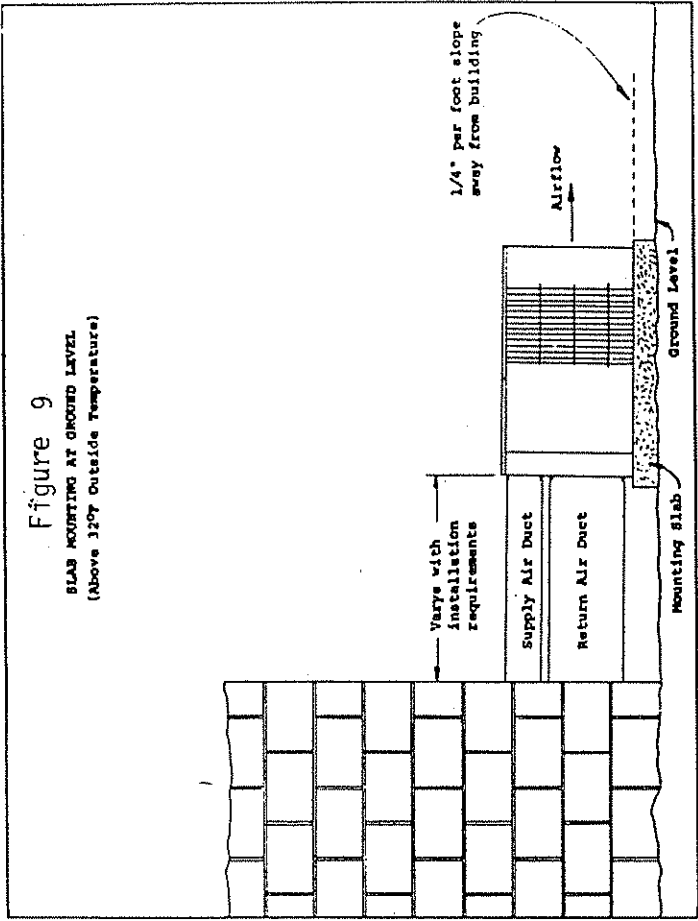 Figure 9
SLAB MOUNTING AT GROUND LEVEL
(Above 32°F Outside Temperature)
1/4" per foot slope
away from building
Airflow
Varys with
installation
requirements
Supply Air Duct
Return Air Duct
Mounting Slab
Ground Level